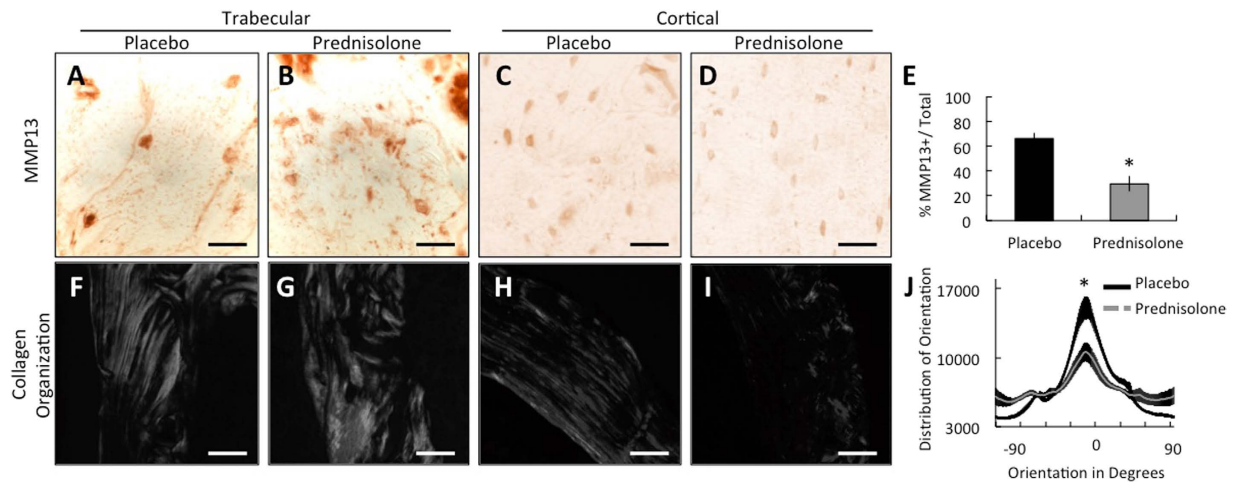 Trabecular
Cortical
Placebo
Prednisolone
Placebo
Prednisolone
MMP13
A
B
C
D
E
% MMP13+/ Total
100
80
60
40
20
0
*
Placebo
Prednisolone
Collagen
Organization
F
G
H
I
J
Distribution of Orientation
17000
10000
3000
*
Placebo
Prednisolone
-90
0
90
Orientation in Degrees